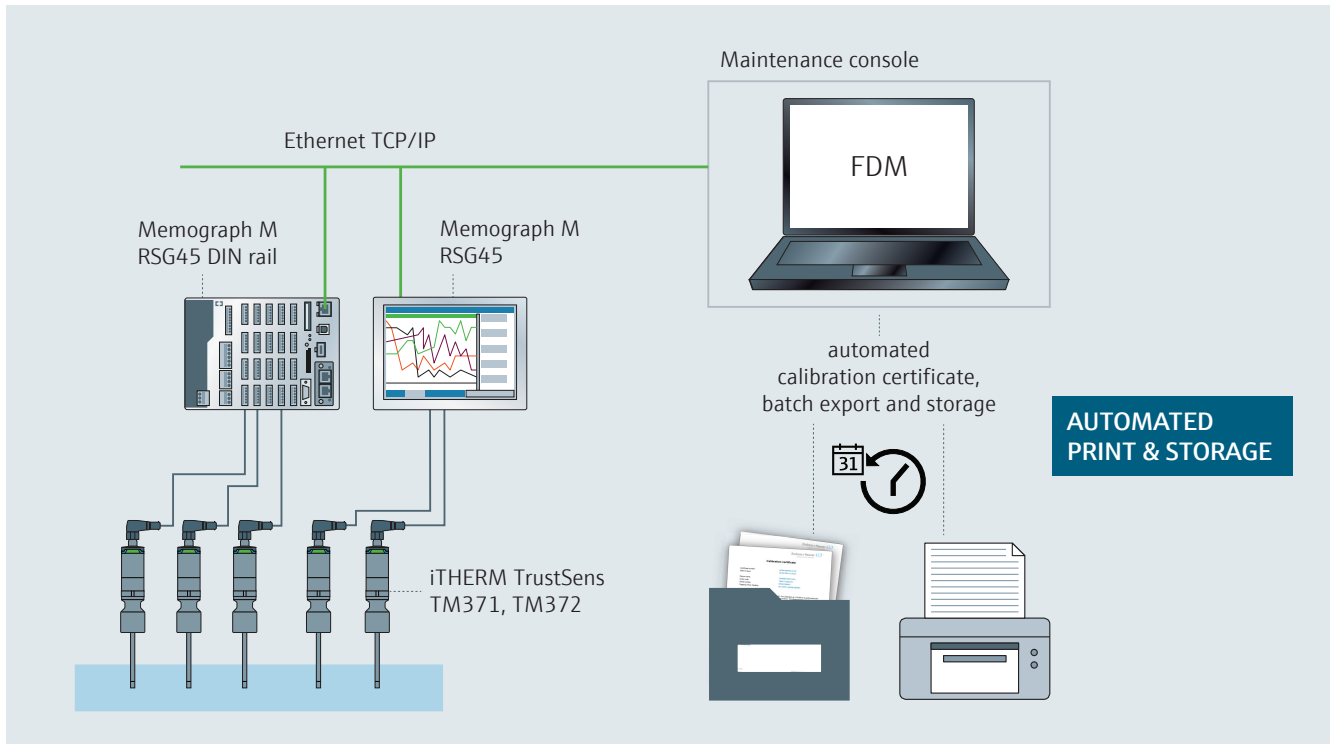 Maintenance console
Ethernet TCP/IP
FDM
Memograph M
RSG45 DIN rail
Memograph M
RSG45
automated
calibration certificate,
batch export and storage
AUTOMATED
PRINT & STORAGE
31
iTHERM TrustSens
TM371, TM372